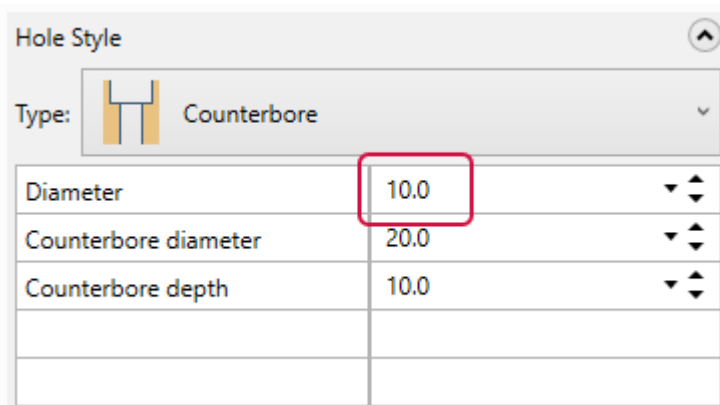 Hole Style
Type: Counterbore
Diameter 10.0
Counterbore diameter 20.0
Counterbore depth 10.0